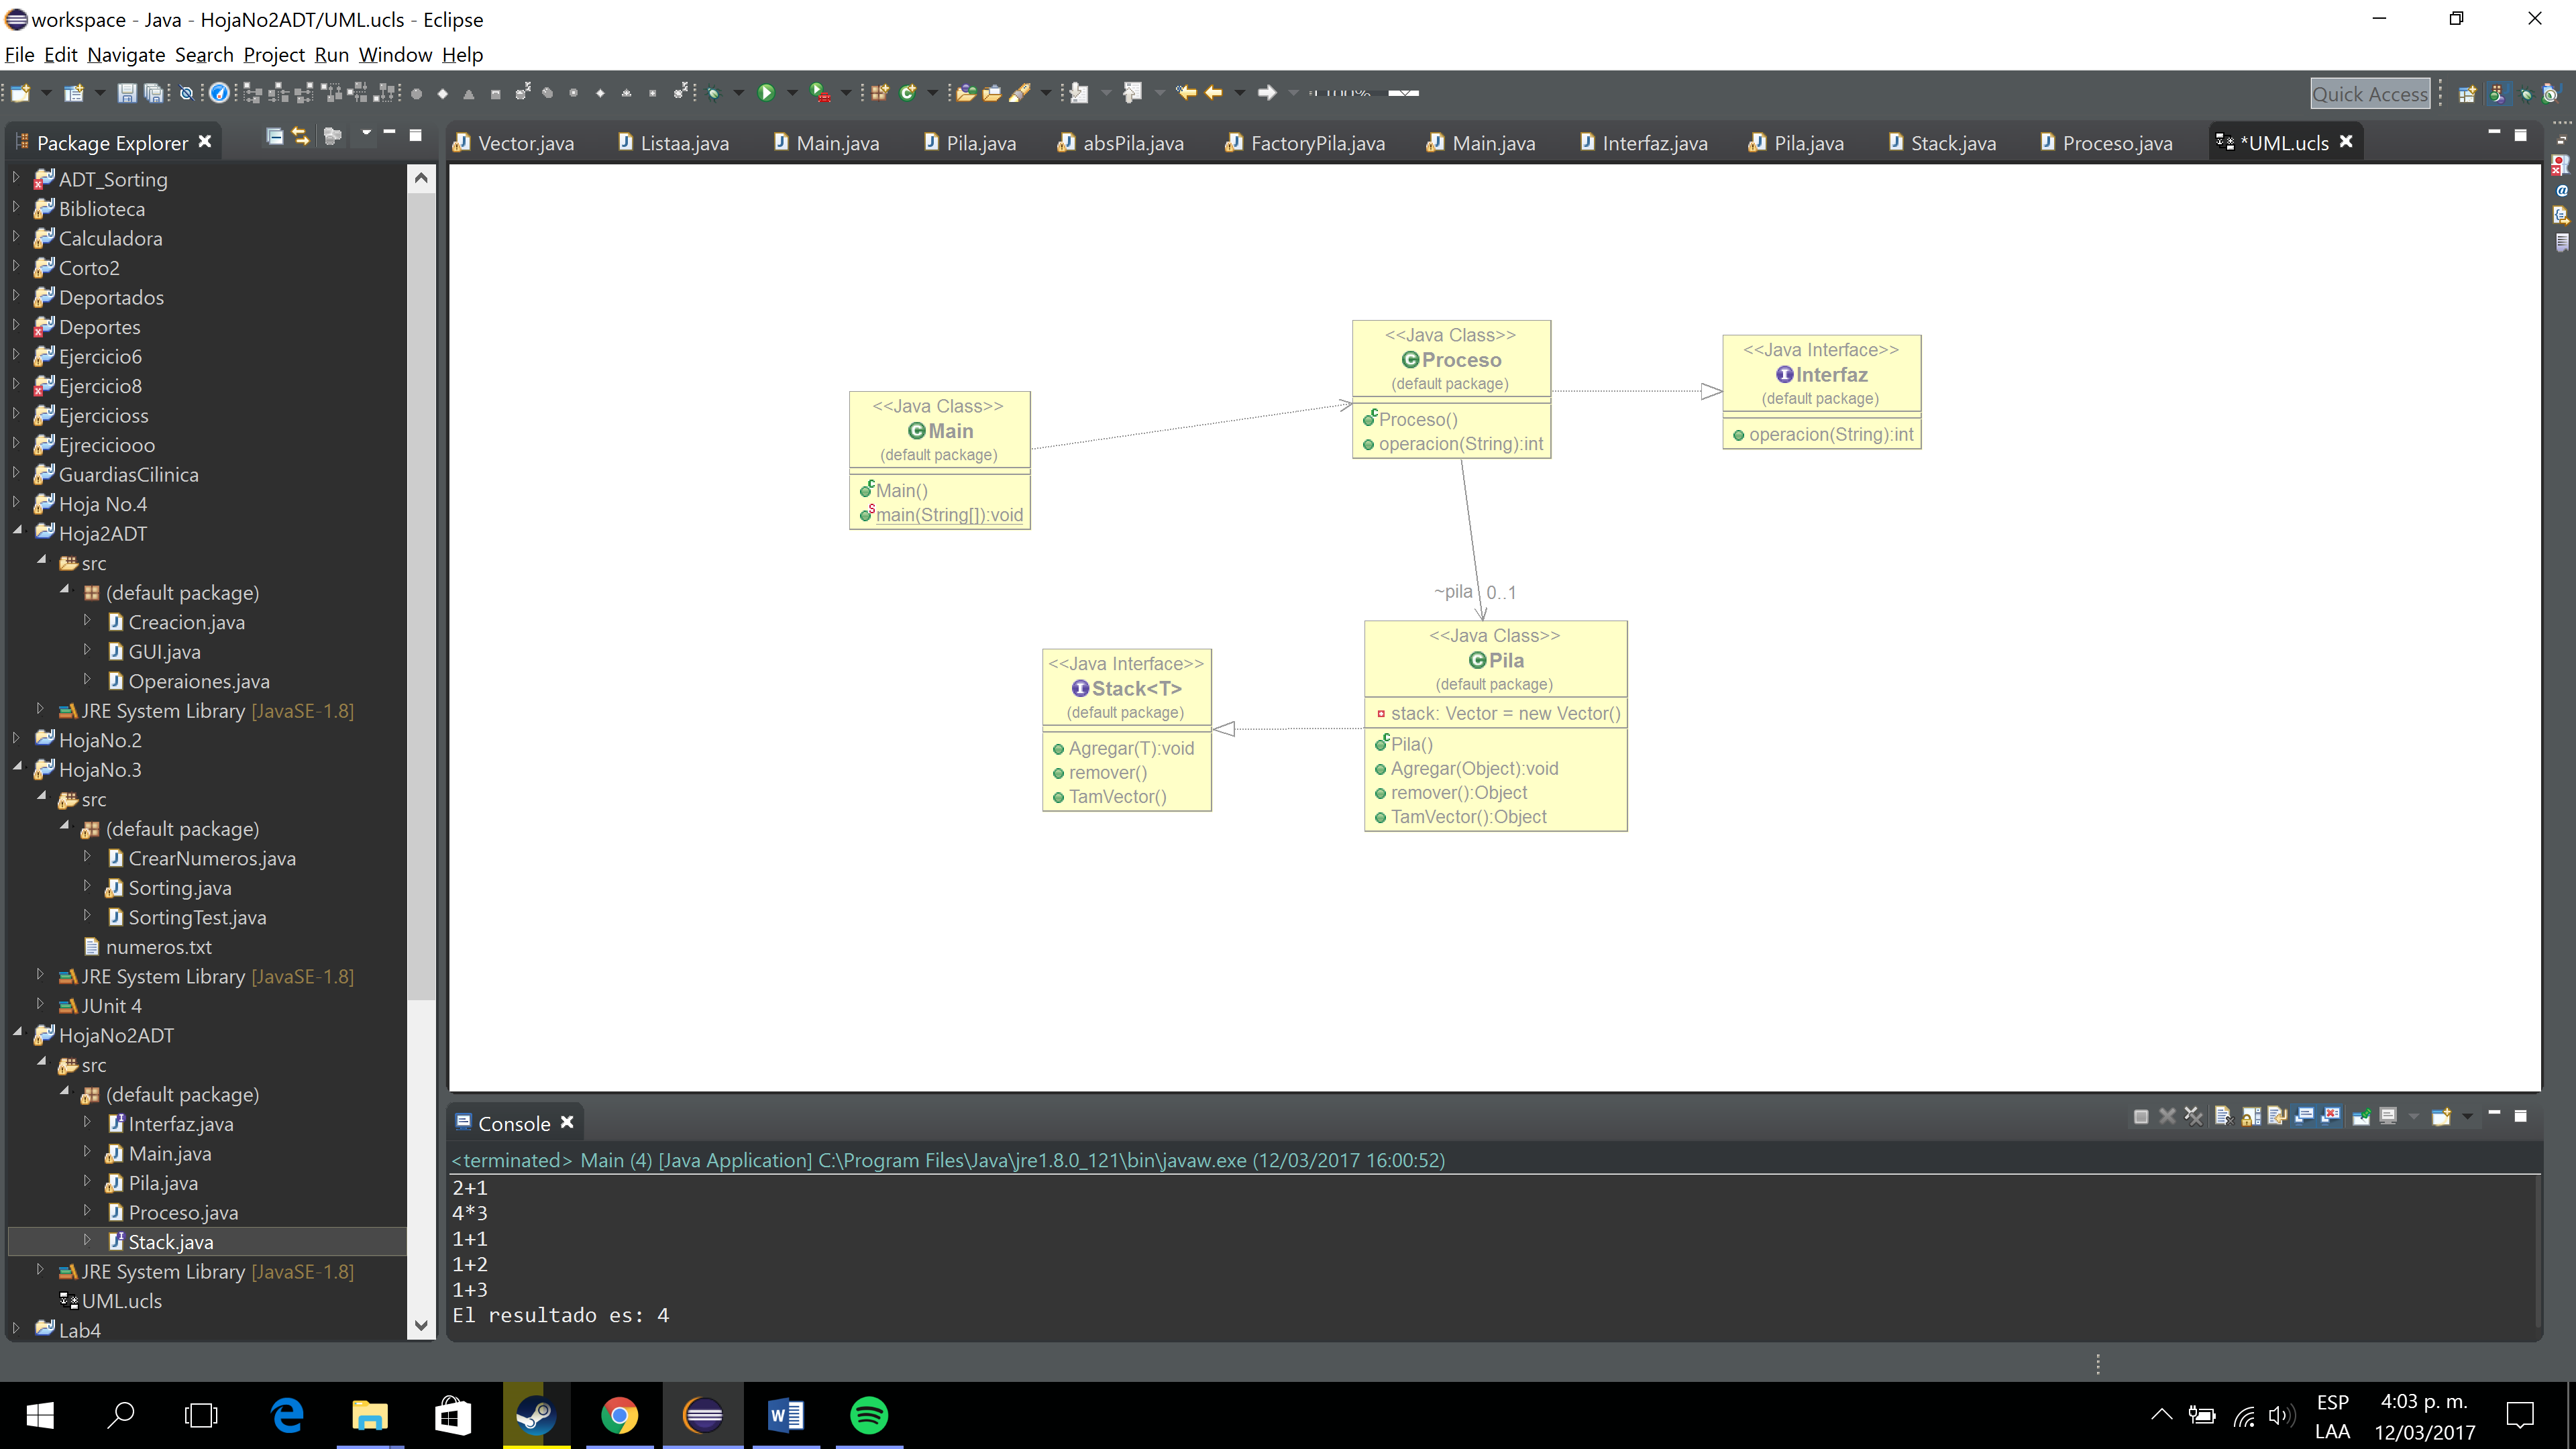 workspace - Java - HojaNo2ADT/UML.ucls - Eclipse
File Edit Navigate Search Project Run Window Help
100%
Quick Access
Package Explorer
Vector.java Listaa.java Main.java Pila.java absPila.java FactoryPila.java Main.java Interfaz.java Pila.java Stack.java Proceso.java *UML.ucls
ADT_Sorting
Biblioteca
Calculadora
Corto2
Deportados
Deportes
Ejercicio6
Ejercicio8
Ejercicioss
Ejreciciooo
GuardiasCilinica
Hoja No.4
Hoja2ADT
src
(default package)
Creacion.java
GUI.java
Operaiones.java
JRE System Library [JavaSE-1.8]
HojaNo.2
HojaNo.3
src
(default package)
CrearNumeros.java
Sorting.java
SortingTest.java
numeros.txt
JRE System Library [JavaSE-1.8]
JUnit 4
HojaNo2ADT
src
(default package)
Interfaz.java
Main.java
Pila.java
Proceso.java
Stack.java
JRE System Library [JavaSE-1.8]
UML.ucls
Lab4
<<Java Class>>
Main
(default package)
Main()
main(String[]):void
<<Java Class>>
Proceso
(default package)
Proceso()
operacion(String):int
<<Java Interface>>
Interfaz
(default package)
operacion(String):int
~pila 0..1
<<Java Interface>>
Stack<T>
(default package)
Agregar(T):void
remover()
TamVector()
<<Java Class>>
Pila
(default package)
stack: Vector = new Vector()
Pila()
Agregar(Object):void
remover():Object
TamVector():Object
Console
<terminated> Main (4) [Java Application] C:\Program Files\Java\jre1.8.0_121\bin\javaw.exe (12/03/2017 16:00:52)
2+1
4*3
1+1
1+2
1+3
El resultado es: 4
ESP
LAA
4:03 p. m.
12/03/2017